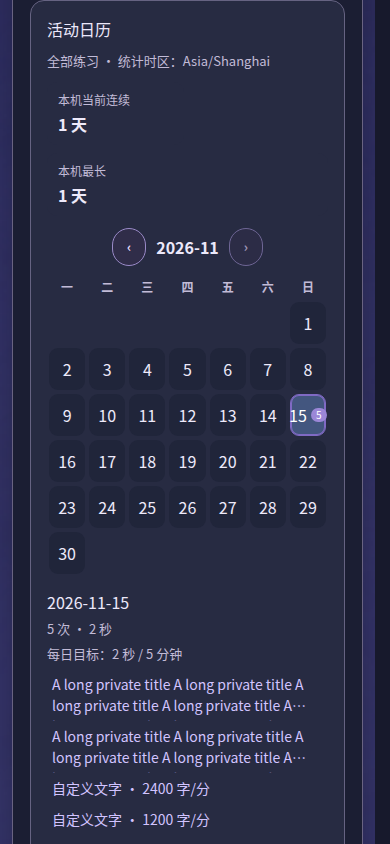 活动日历
全部练习 · 统计时区：Asia/Shanghai
本机当前连续
1 天
本机最长
1 天
‹ 2026-11 ›
一 二 三 四 五 六 日
1
2 3 4 5 6 7 8
9 10 11 12 13 14 15 5
16 17 18 19 20 21 22
23 24 25 26 27 28 29
30
2026-11-15
5 次 · 2 秒
每日目标：2 秒 / 5 分钟
A long private title A long private title A
long private title A long private title A…
A long private title A long private title A
long private title A long private title A…
自定义文字 · 2400 字/分
自定义文字 · 1200 字/分